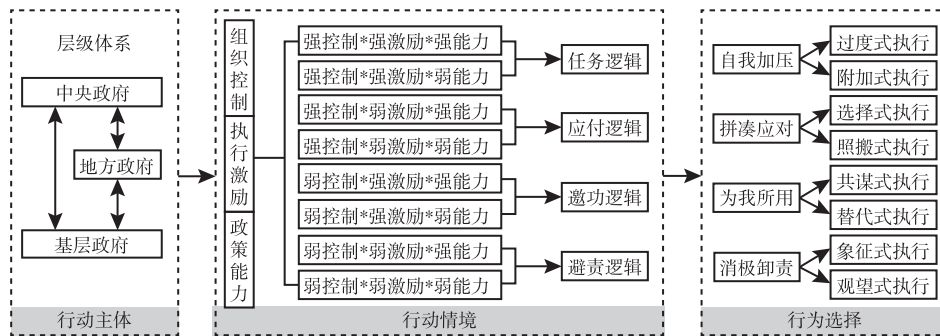 层级体系
中央政府
地方政府
基层政府
行动主体
组织控制
执行激励
政策能力
强控制*强激励*强能力
强控制*强激励*弱能力
强控制*弱激励*强能力
强控制*弱激励*弱能力
弱控制*强激励*强能力
弱控制*强激励*弱能力
弱控制*弱激励*强能力
弱控制*弱激励*弱能力
任务逻辑
应付逻辑
邀功逻辑
避责逻辑
行动情境
自我加压
拼凑应对
为我所用
消极卸责
过度式执行
附加式执行
选择式执行
照搬式执行
共谋式执行
替代式执行
象征式执行
观望式执行
行为选择